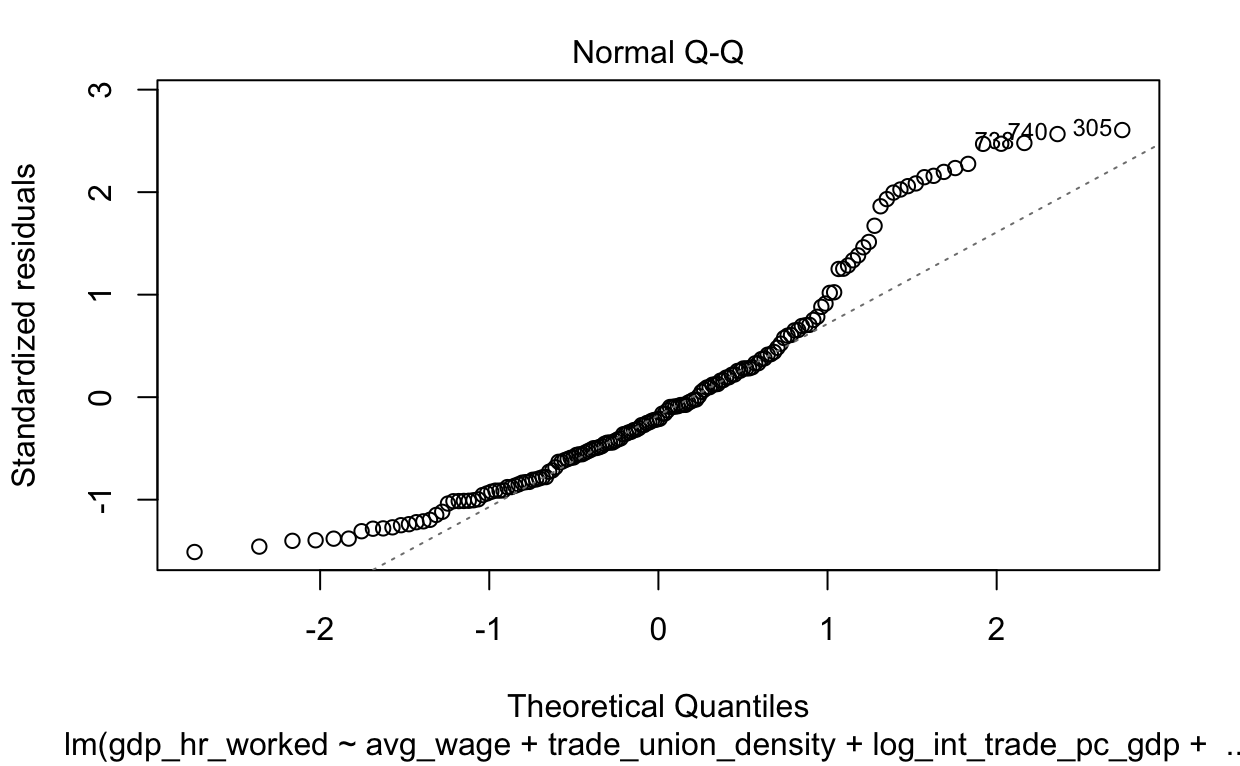 Normal Q-Q
3
2
1
0
-1
Standardized residuals
740
305
-2 -1 0 1 2
Theoretical Quantiles
lm(gdp_hr_worked ~ avg_wage + trade_union_density + log_int_trade_pc_gdp + ..